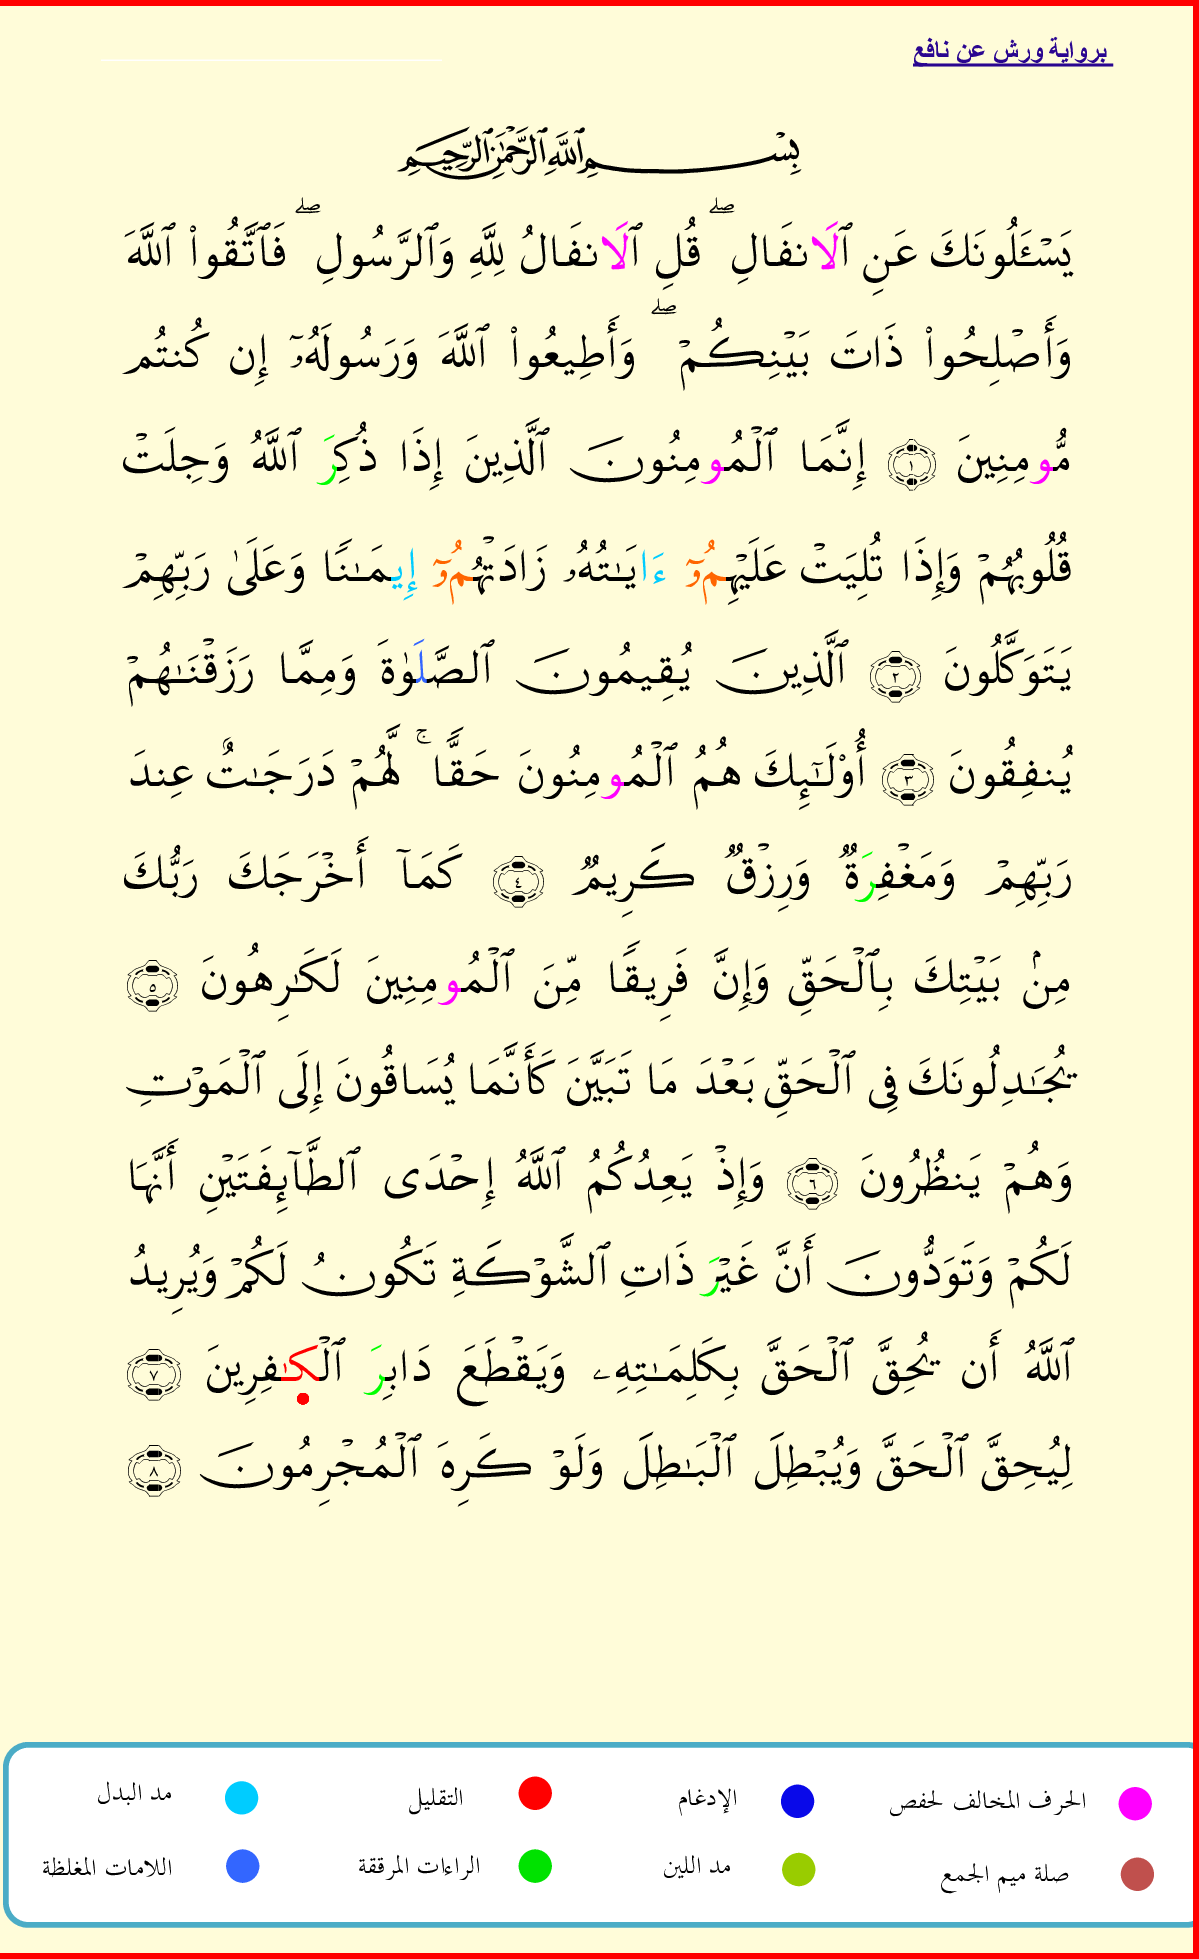 برواية ورش عن نافع
بِسْمِ ٱللَّهِ ٱلرَّحْمَٰنِ ٱلرَّحِيمِ
يَسْـَٔلُونَكَ عَنِ ٱلَانفَالِۖ قُلِ ٱلَانفَالُ لِلَّهِ وَٱلرَّسُولِۖ فَٱتَّقُوا۟ ٱللَّهَ
وَأَصْلِحُوا۟ ذَاتَ بَيْنِكُمْۖ وَأَطِيعُوا۟ ٱللَّهَ وَرَسُولَهُۥٓ إِن كُنتُم
مُّومِنِينَ ١ إِنَّمَا ٱلْمُومِنُونَ ٱلَّذِينَ إِذَا ذُكِرَ ٱللَّهُ وَجِلَتْ
قُلُوبُهُمْ وَإِذَا تُلِيَتْ عَلَيْهِمُۥٓ ءَايَٰتُهُۥ زَادَتْهُمُۥٓ إِيمَٰنًا وَعَلَىٰ رَبِّهِمْ
يَتَوَكَّلُونَ ٢ ٱلَّذِينَ يُقِيمُونَ ٱلصَّلَوٰةَ وَمِمَّا رَزَقْنَٰهُمْ
يُنفِقُونَ ٣ أُو۟لَٰٓئِكَ هُمُ ٱلْمُومِنُونَ حَقًّاۚ لَّهُمْ دَرَجَٰتٌ عِندَ
رَبِّهِمْ وَمَغْفِرَةٌ وَرِزْقٌ كَرِيمٌ ٤ كَمَآ أَخْرَجَكَ رَبُّكَ
مِنۢ بَيْتِكَ بِٱلْحَقِّ وَإِنَّ فَرِيقًا مِّنَ ٱلْمُومِنِينَ لَكَٰرِهُونَ ٥
يُجَٰدِلُونَكَ فِى ٱلْحَقِّ بَعْدَ مَا تَبَيَّنَ كَأَنَّمَا يُسَاقُونَ إِلَى ٱلْمَوْتِ
وَهُمْ يَنظُرُونَ ٦ وَإِذْ يَعِدُكُمُ ٱللَّهُ إِحْدَى ٱلطَّآئِفَتَيْنِ أَنَّهَا
لَكُمْ وَتَوَدُّونَ أَنَّ غَيْرَ ذَاتِ ٱلشَّوْكَةِ تَكُونُ لَكُمْ وَيُرِيدُ
ٱللَّهُ أَن يُحِقَّ ٱلْحَقَّ بِكَلِمَٰتِهِۦ وَيَقْطَعَ دَابِرَ ٱلْكَٰفِرِينَ ٧
لِيُحِقَّ ٱلْحَقَّ وَيُبْطِلَ ٱلْبَٰطِلَ وَلَوْ كَرِهَ ٱلْمُجْرِمُونَ ٨
الحرف المخالف لحفص الإدغام التقليل مد البدل
صلة ميم الجمع مد اللين الراءات المرققة اللامات المغلظة